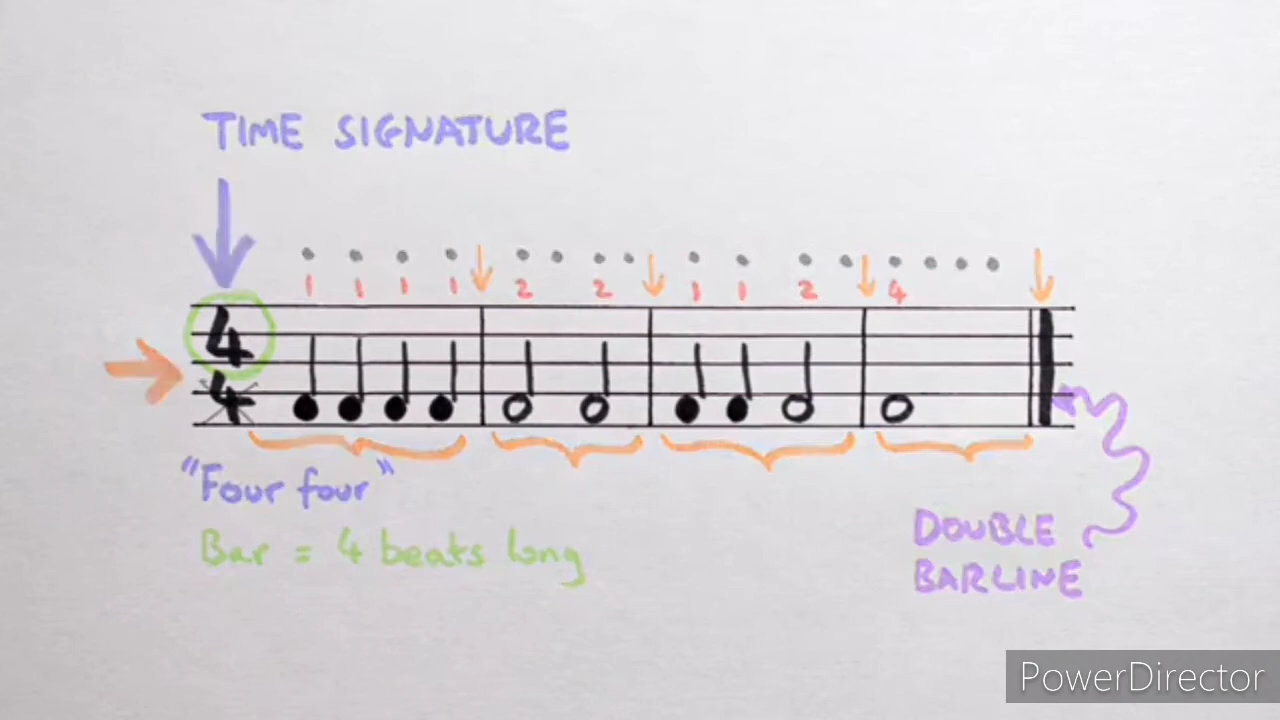 TIME SIGNATURE
1 1 1 1 2 2 1 1 2 4
4
4
"Four four"
Bar = 4 beats long
DOUBLE
BARLINE
PowerDirector